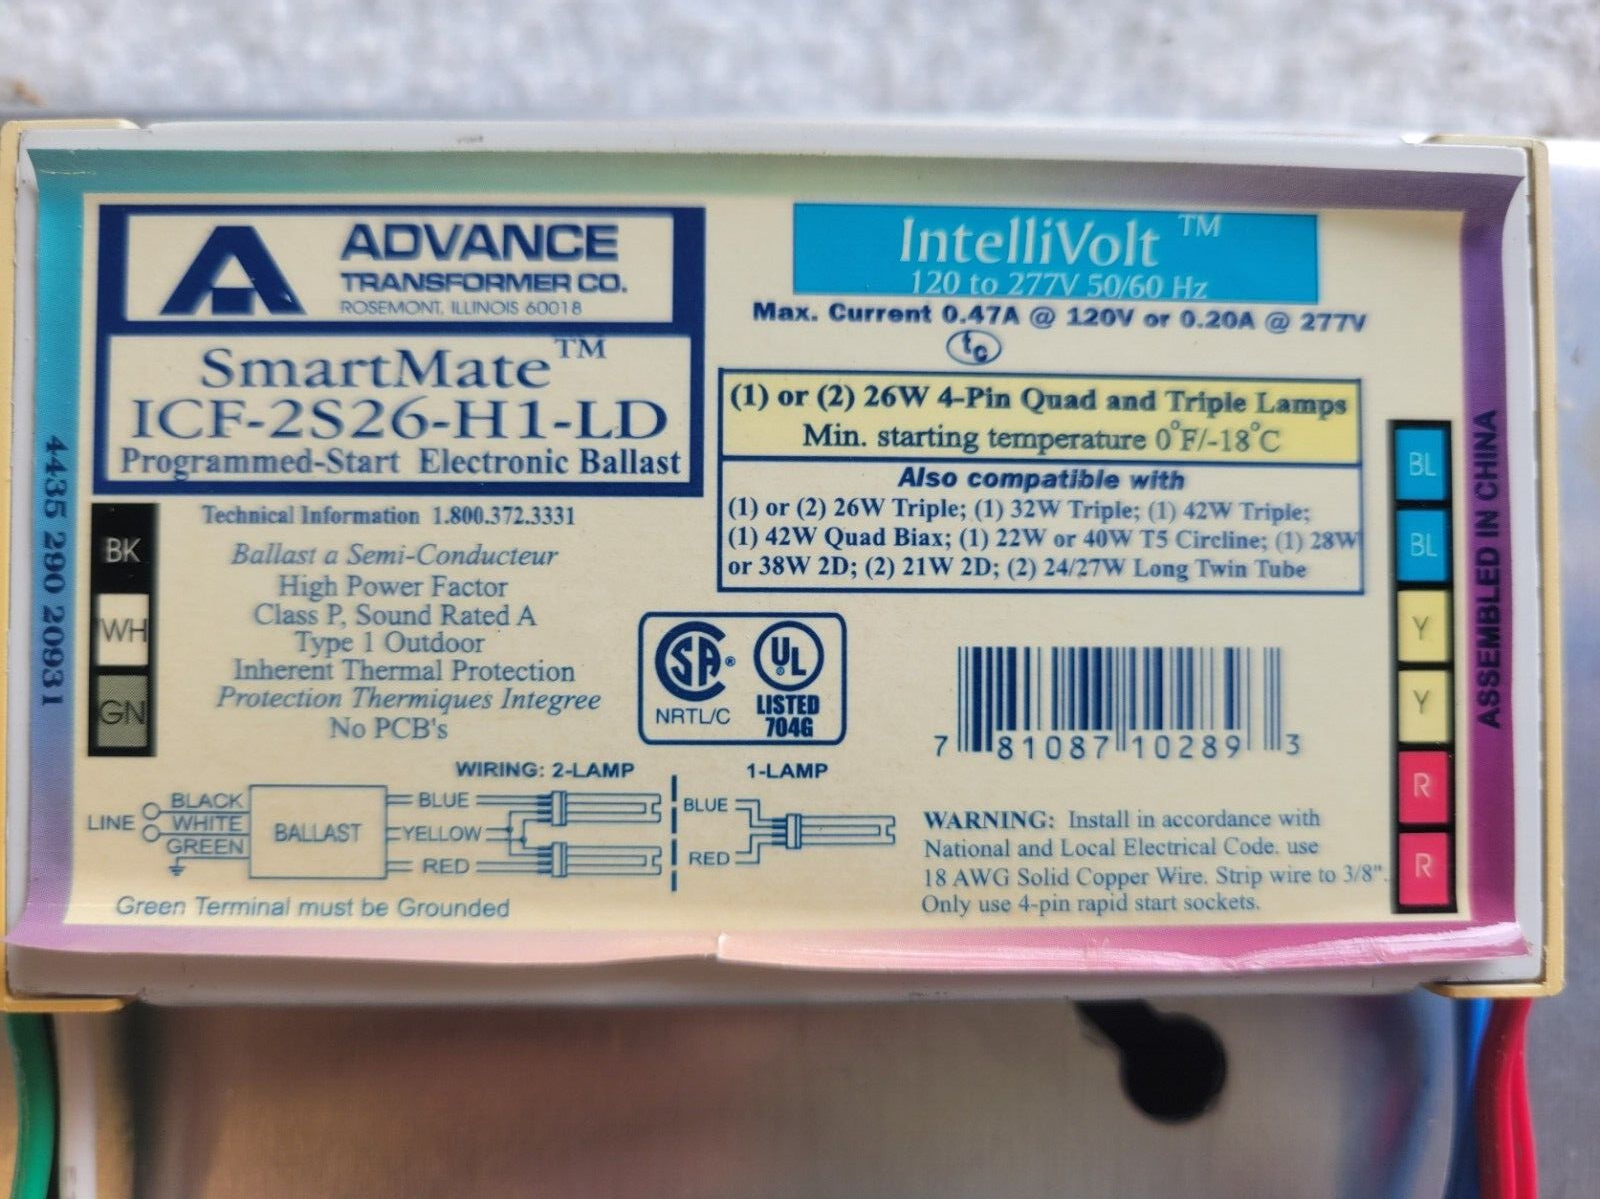 ADVANCE
TRANSFORMER CO.
ROSEMONT, ILLINOIS 60018
SmartMate™
ICF-2S26-H1-LD
Programmed-Start Electronic Ballast
IntelliVolt™
120 to 277V 50/60 Hz
Max. Current 0.47A @ 120V or 0.20A @ 277V
tc
(1) or (2) 26W 4-Pin Quad and Triple Lamps
Min. starting temperature 0°F/-18°C
Also compatible with
(1) or (2) 26W Triple; (1) 32W Triple; (1) 42W Triple;
(1) 42W Quad Biax; (1) 22W or 40W T5 Circline; (1) 28W
or 38W 2D; (2) 21W 2D; (2) 24/27W Long Twin Tube
4435 290 20931
BK
WH
GN
Technical Information 1.800.372.3331
Ballast a Semi-Conducteur
High Power Factor
Class P, Sound Rated A
Type 1 Outdoor
Inherent Thermal Protection
Protection Thermiques Integree
No PCB's
SA®
NRTL/C
UL®
LISTED
704G
7 81087 10289 3
BL
BL
Y
Y
R
R
ASSEMBLED IN CHINA
WIRING: 2-LAMP
1-LAMP
LINE
BLACK
WHITE
GREEN
BALLAST
BLUE
YELLOW
RED
BLUE
RED
Green Terminal must be Grounded
WARNING: Install in accordance with
National and Local Electrical Code. use
18 AWG Solid Copper Wire. Strip wire to 3/8".
Only use 4-pin rapid start sockets.